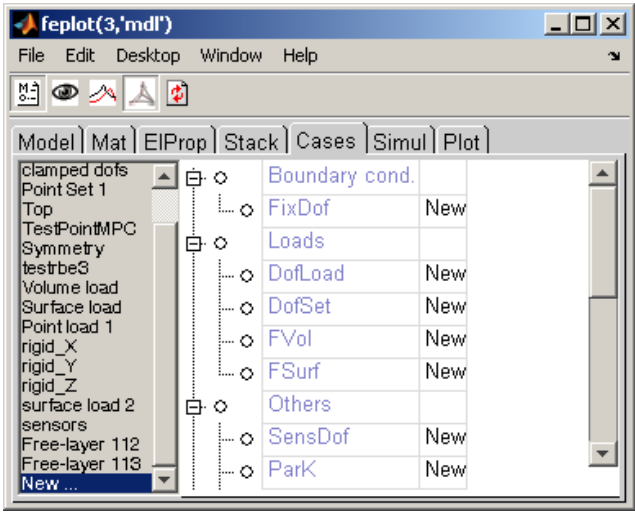 feplot(3,'mdl')
File Edit Desktop Window Help
Model Mat ElProp Stack Cases Simul Plot
clamped dofs
Point Set 1
Top
TestPointMPC
Symmetry
testrbe3
Volume load
Surface load
Point load 1
rigid_X
rigid_Y
rigid_Z
surface load 2
sensors
Free-layer 112
Free-layer 113
New ...
Boundary cond.
FixDof New
Loads
DofLoad New
DofSet New
FVol New
FSurf New
Others
SensDof New
ParK New